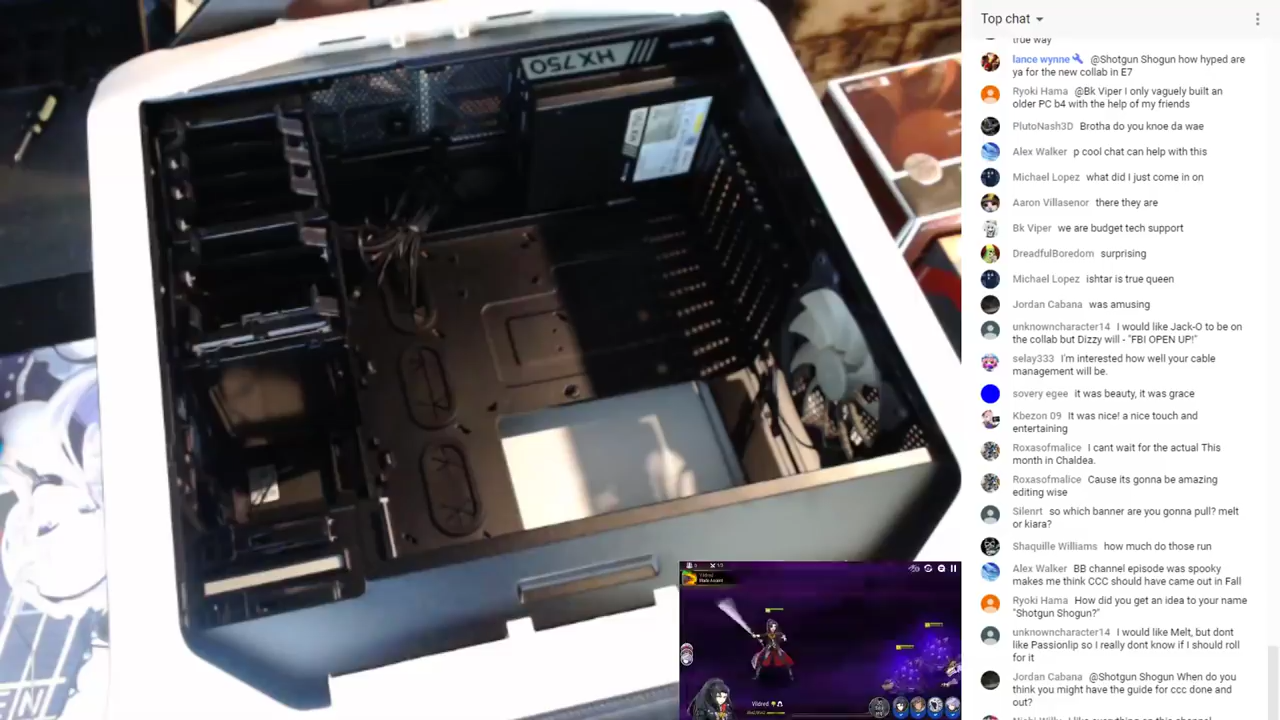 HX750
Vildred
Vildred
EN
Top chat
true way
lance wynne @Shotgun Shogun how hyped are
ya for the new collab in E7
Ryoki Hama @Bk Viper I only vaguely built an
older PC b4 with the help of my friends
PlutoNash3D Brotha do you knoe da wae
Alex Walker p cool chat can help with this
Michael Lopez what did I just come in on
Aaron Villasenor there they are
Bk Viper we are budget tech support
DreadfulBoredom surprising
Michael Lopez ishtar is true queen
Jordan Cabana was amusing
unknowncharacter14 I would like Jack-O to be on
the collab but Dizzy will - "FBI OPEN UP!"
selay333 I'm interested how well your cable
management will be.
sovery egee it was beauty, it was grace
Kbezon 09 It was nice! a nice touch and
entertaining
Roxasofmalice I cant wait for the actual This
month in Chaldea.
Roxasofmalice Cause its gonna be amazing
editing wise
Silenrt so which banner are you gonna pull? melt
or kiara?
Shaquille Williams how much do those run
Alex Walker BB channel episode was spooky
makes me think CCC should have came out in Fall
Ryoki Hama How did you get an idea to your name
"Shotgun Shogun?"
unknowncharacter14 I would like Melt, but dont
like Passionlip so I really dont know if I should roll
for it
Jordan Cabana @Shotgun Shogun When do you
think you might have the guide for ccc done and
out?